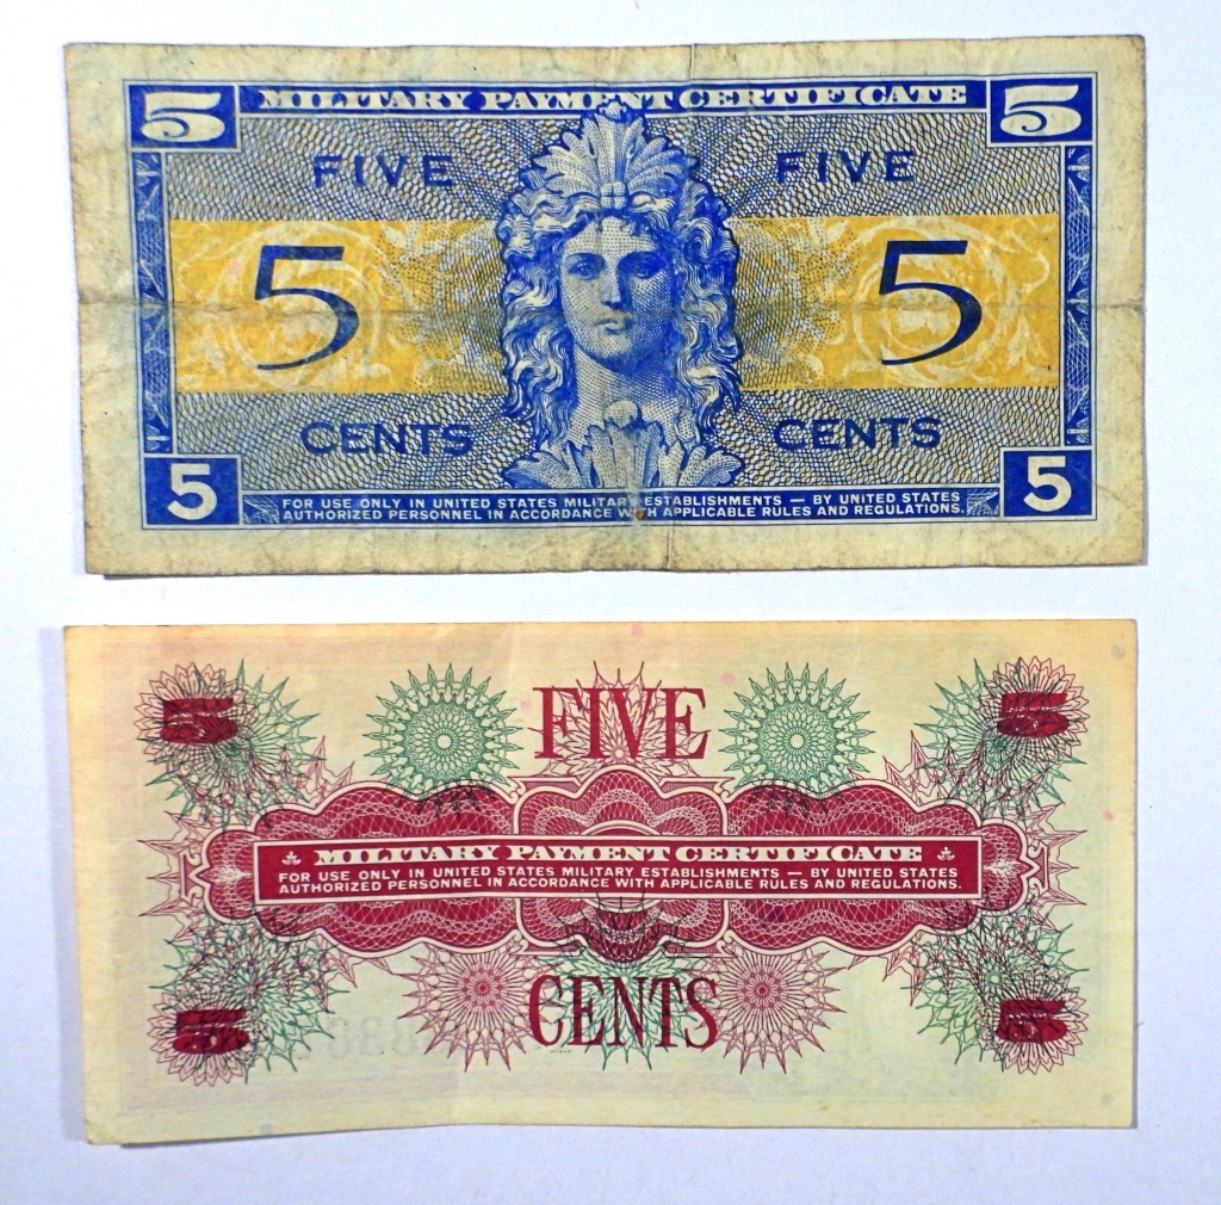 5 MILITARY PAYMENT CERTIFICATE 5
FIVE FIVE
5 5
CENTS CENTS
5 FOR USE ONLY IN UNITED STATES MILITARY ESTABLISHMENTS — BY UNITED STATES 5
AUTHORIZED PERSONNEL IN ACCORDANCE WITH APPLICABLE RULES AND REGULATIONS.
5 FIVE 5
MILITARY PAYMENT CERTIFICATE
FOR USE ONLY IN UNITED STATES MILITARY ESTABLISHMENTS — BY UNITED STATES
AUTHORIZED PERSONNEL IN ACCORDANCE WITH APPLICABLE RULES AND REGULATIONS.
5 CENTS 5